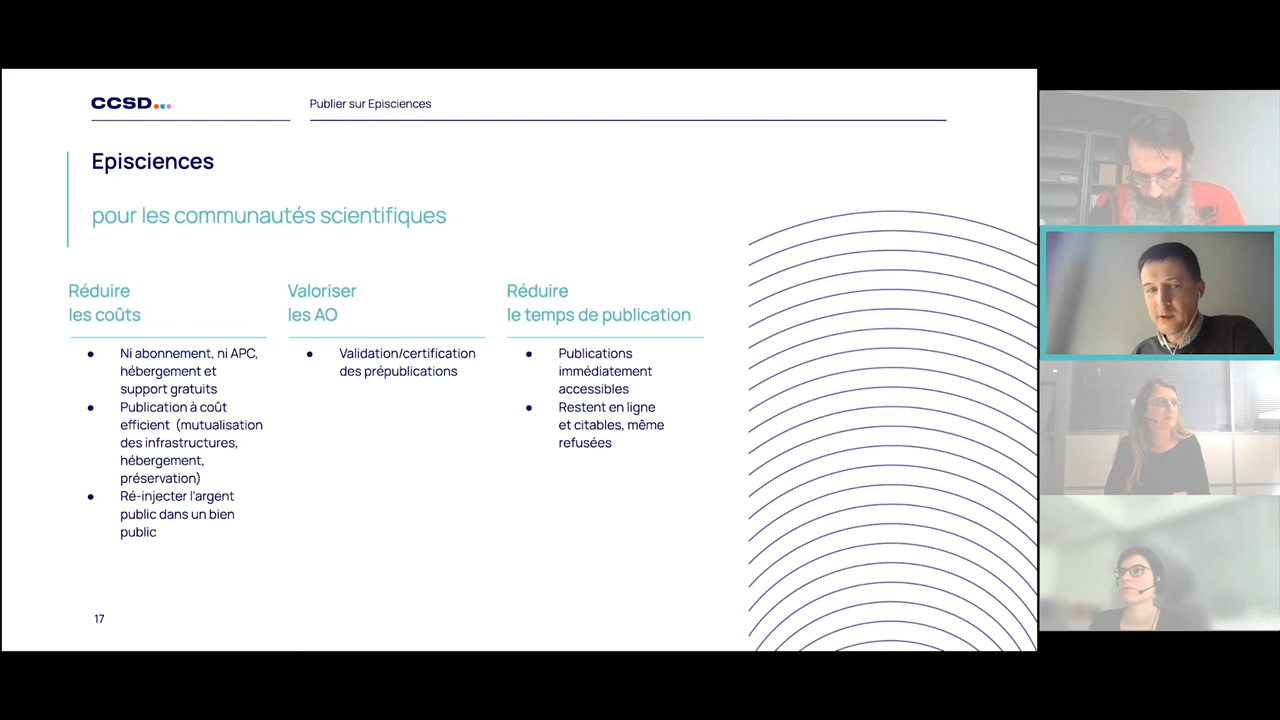 CCSD
Publier sur Episciences
Episciences
pour les communautés scientifiques
Réduire
les coûts
● Ni abonnement, ni APC,
hébergement et
support gratuits
● Publication à coût
efficient (mutualisation
des infrastructures,
hébergement,
préservation)
● Ré-injecter l'argent
public dans un bien
public
Valoriser
les AO
● Validation/certification
des prépublications
Réduire
le temps de publication
● Publications
immédiatement
accessibles
● Restent en ligne
et citables, même
refusées
17